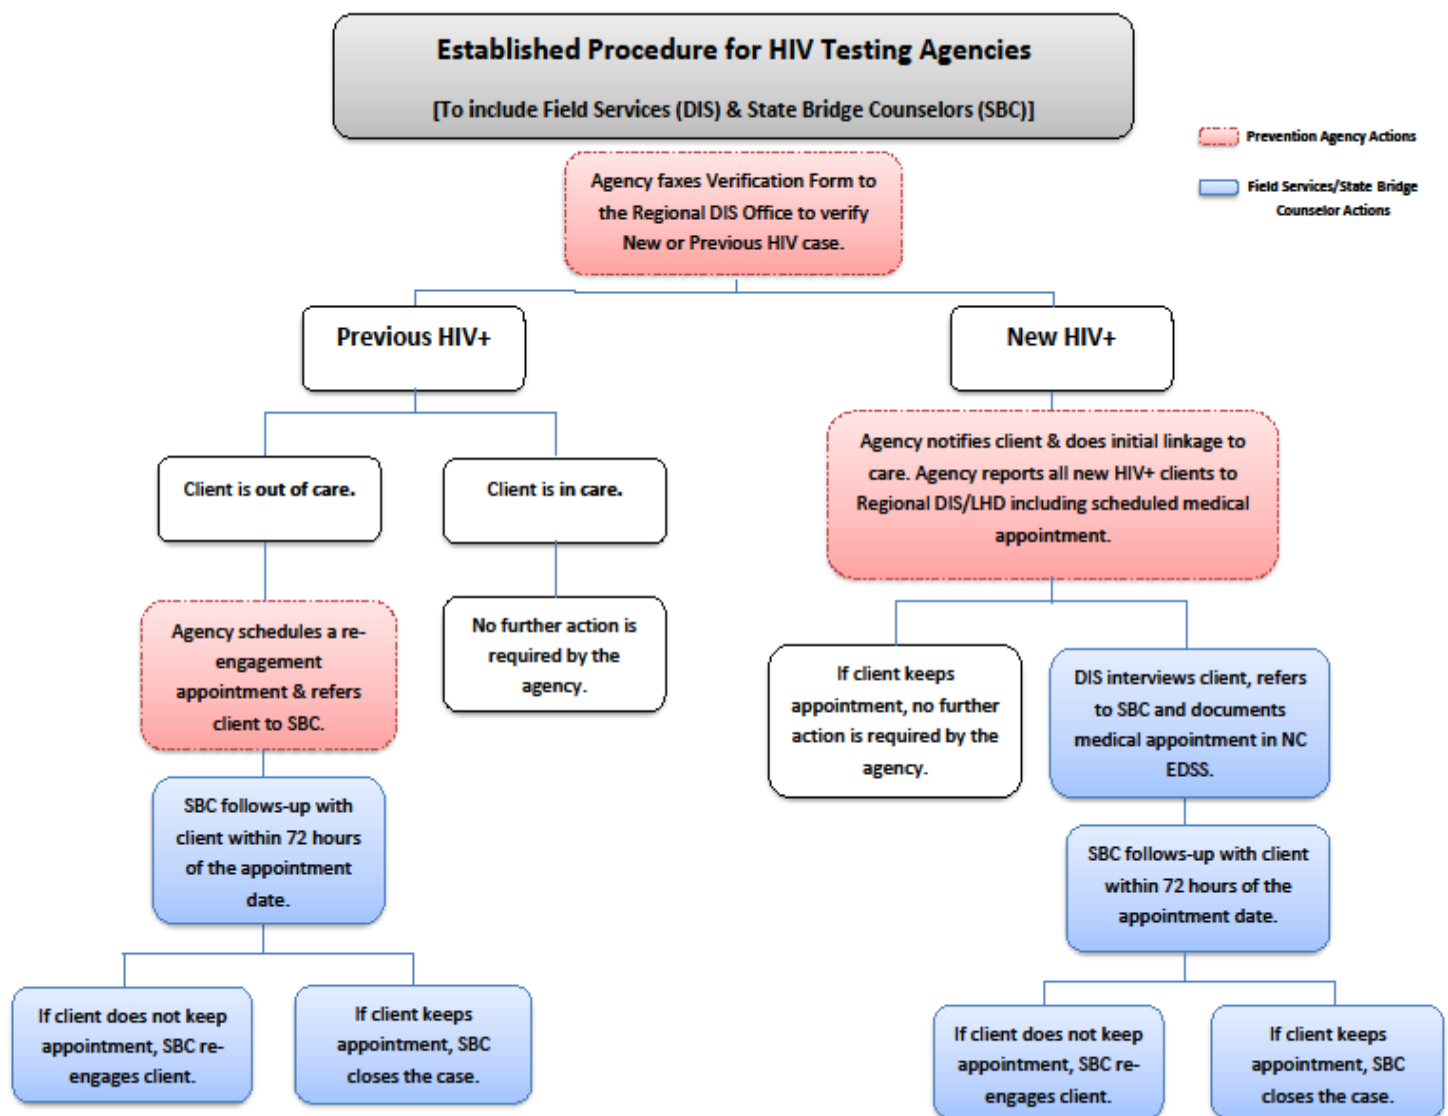 Established Procedure for HIV Testing Agencies
[To include Field Services (DIS) & State Bridge Counselors (SBC)]
Prevention Agency Actions
Field Services/State Bridge
Counselor Actions
Agency faxes Verification Form to
the Regional DIS Office to verify
New or Previous HIV case.
Previous HIV+
New HIV+
Client is out of care.
Client is in care.
Agency notifies client & does initial linkage to
care. Agency reports all new HIV+ clients to
Regional DIS/LHD including scheduled medical
appointment.
Agency schedules a re-
engagement
appointment & refers
client to SBC.
No further action is
required by the
agency.
If client keeps
appointment, no further
action is required by the
agency.
DIS interviews client, refers
to SBC and documents
medical appointment in NC
EDSS.
SBC follows-up with
client within 72 hours
of the appointment
date.
SBC follows-up with client
within 72 hours of the
appointment date.
If client does not keep
appointment, SBC re-
engages client.
If client keeps
appointment, SBC
closes the case.
If client does not keep
appointment, SBC re-
engages client.
If client keeps
appointment, SBC
closes the case.